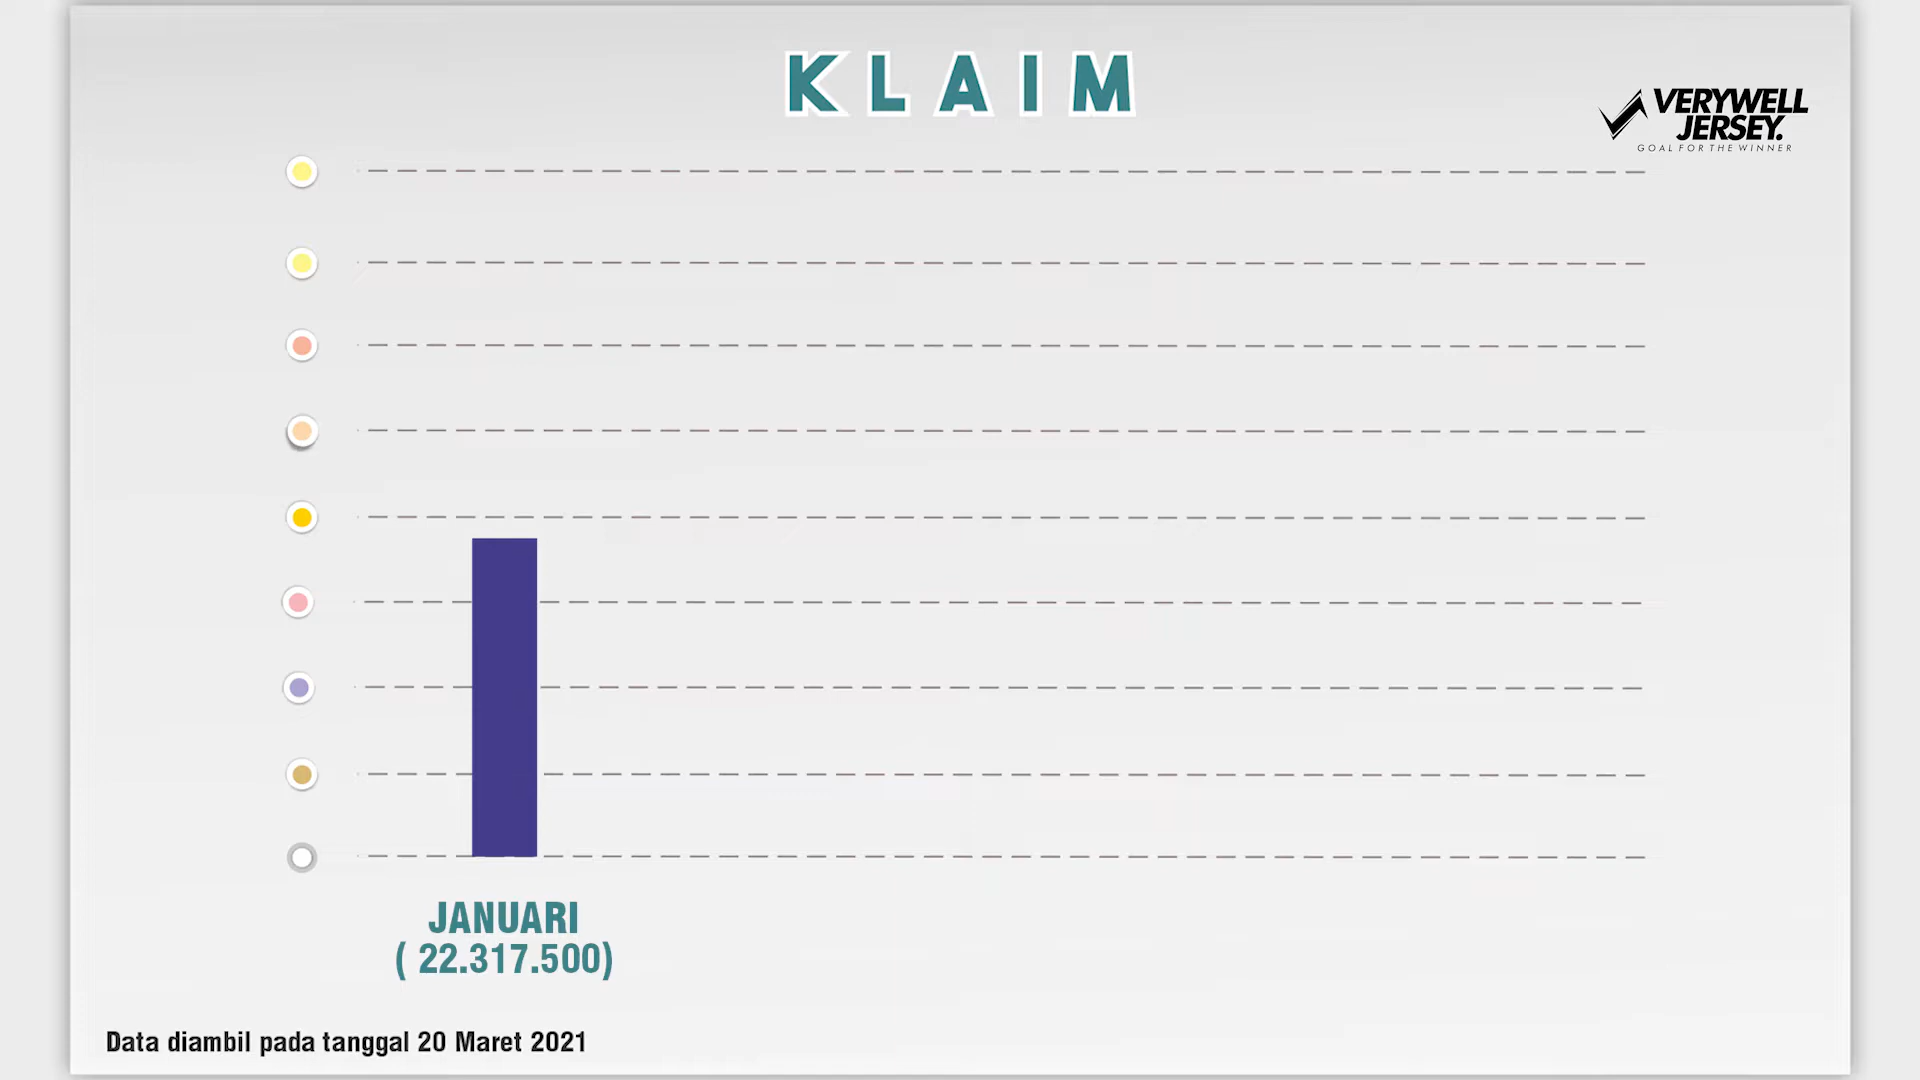 KLAIM
VERYWELL
JERSEY.
GOAL FOR THE WINNER
JANUARI
( 22.317.500)
Data diambil pada tanggal 20 Maret 2021